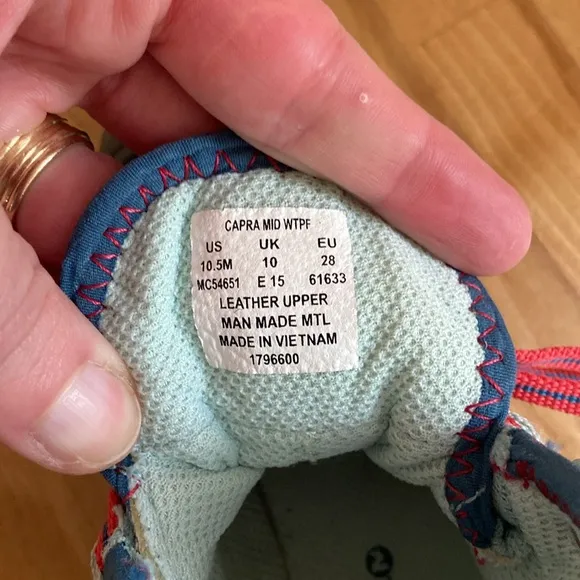 CAPRA MID WTPF
US UK EU
10.5M 10 28
MC54651 E 15 61633
LEATHER UPPER
MAN MADE MTL
MADE IN VIETNAM
1796600